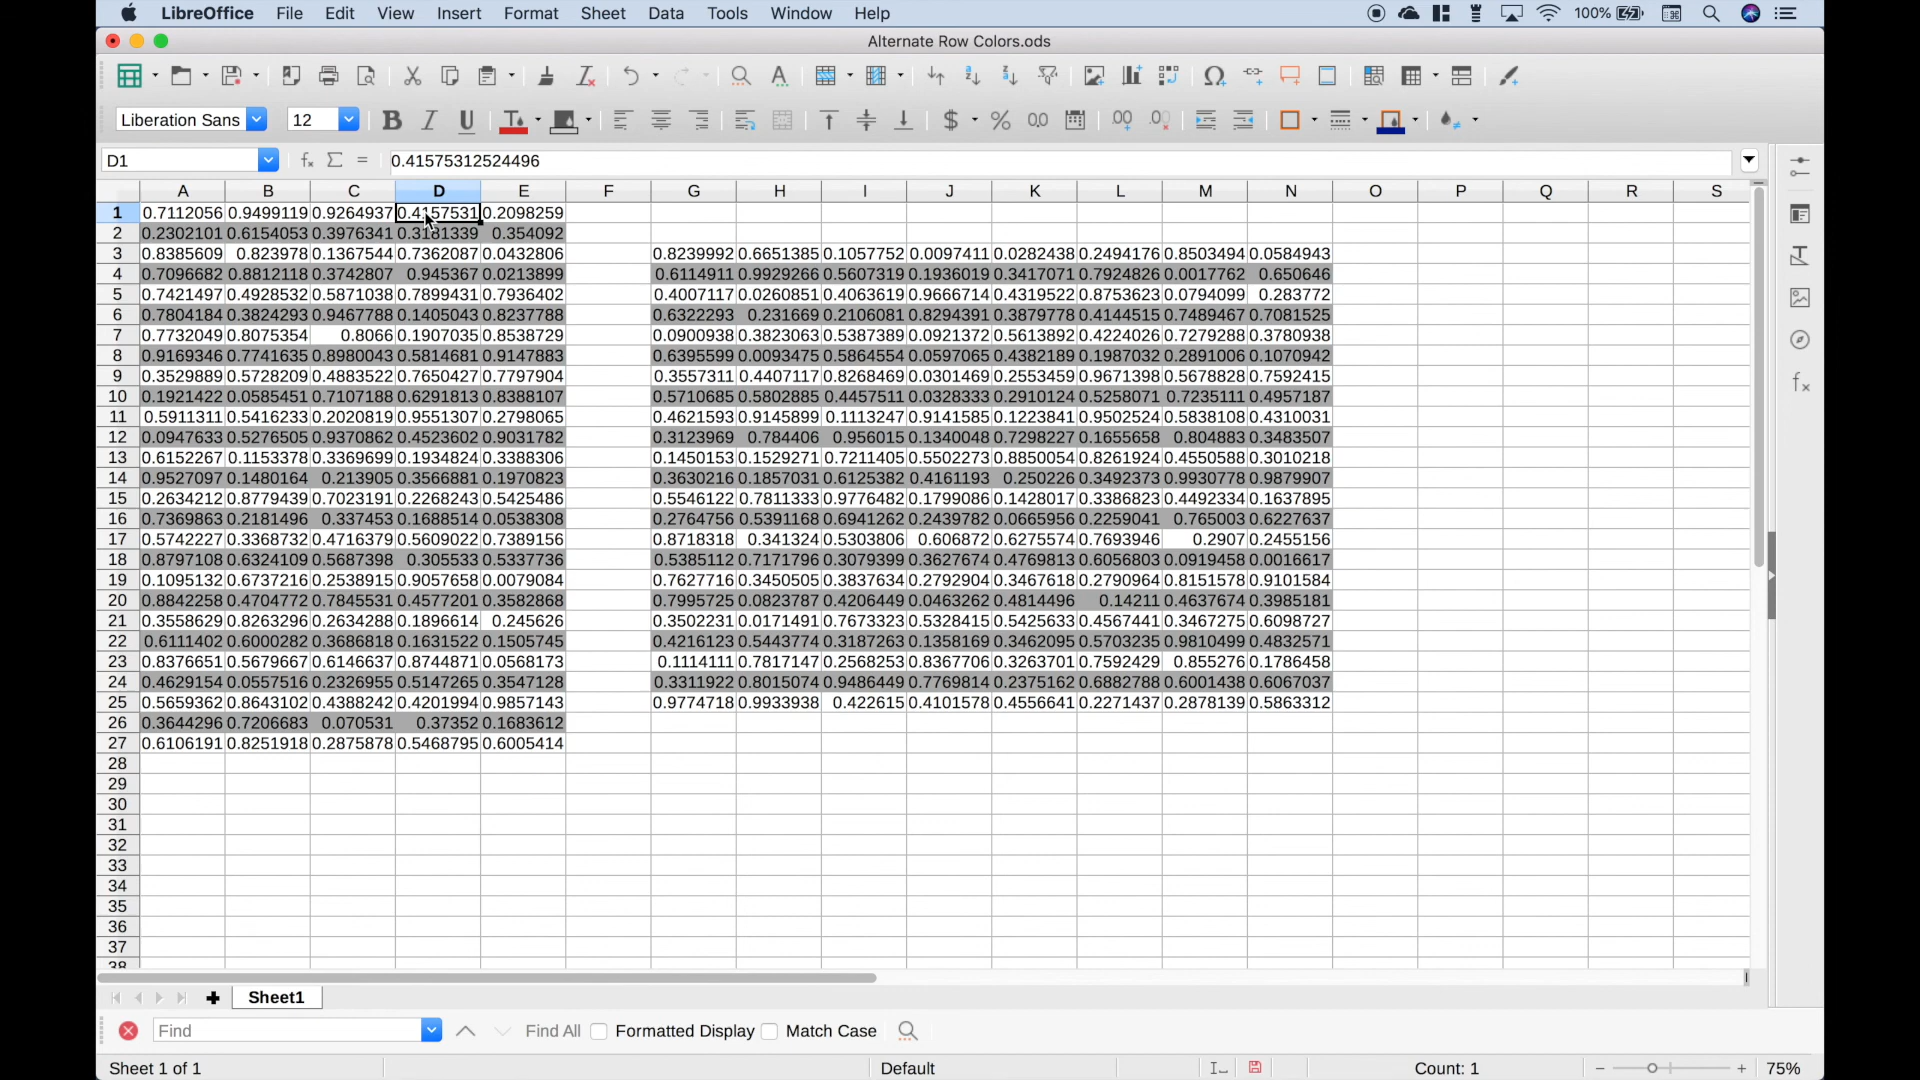 LibreOffice File Edit View Insert Format Sheet Data Tools Window Help 100%
Alternate Row Colors.ods
Liberation Sans 12 B I U $ % 0,0
D1 0.41575312524496
A B C D E F G H I J K L M N O P Q R S
1 0.7112056 0.9499119 0.9264937 0.4157531 0.2098259
2 0.2302101 0.6154053 0.3976341 0.3181339 0.354092
3 0.8385609 0.823978 0.1367544 0.7362087 0.0432806 0.8239992 0.6651385 0.1057752 0.0097411 0.0282438 0.2494176 0.8503494 0.0584943
4 0.7096682 0.8812118 0.3742807 0.945367 0.0213899 0.6114911 0.9929266 0.5607319 0.1936019 0.3417071 0.7924826 0.0017762 0.650646
5 0.7421497 0.4928532 0.5871038 0.7899431 0.7936402 0.4007117 0.0260851 0.4063619 0.9666714 0.4319522 0.8753623 0.0794099 0.283772
6 0.7804184 0.3824293 0.9467788 0.1405043 0.8237788 0.6322293 0.231669 0.2106081 0.8294391 0.3879778 0.4144515 0.7489467 0.7081525
7 0.7732049 0.8075354 0.8066 0.1907035 0.8538729 0.0900938 0.3823063 0.5387389 0.0921372 0.5613892 0.4224026 0.7279288 0.3780938
8 0.9169346 0.7741635 0.8980043 0.5814681 0.9147883 0.6395599 0.0093475 0.5864554 0.0597065 0.4382189 0.1987032 0.2891006 0.1070942
9 0.3529889 0.5728209 0.4883522 0.7650427 0.7797904 0.3557311 0.4407117 0.8268469 0.0301469 0.2553459 0.9671398 0.5678828 0.7592415
10 0.1921422 0.0585451 0.7107188 0.6291813 0.8388107 0.5710685 0.5802885 0.4457511 0.0328333 0.2910124 0.5258071 0.7235111 0.4957187
11 0.5911311 0.5416233 0.2020819 0.9551307 0.2798065 0.4621593 0.9145899 0.1113247 0.9141585 0.1223841 0.9502524 0.5838108 0.4310031
12 0.0947633 0.5276505 0.9370862 0.4523602 0.9031782 0.3123969 0.784406 0.956015 0.1340048 0.7298227 0.1655658 0.804883 0.3483507
13 0.6152267 0.1153378 0.3369699 0.1934824 0.3388306 0.1450153 0.1529271 0.7211405 0.5502273 0.8850054 0.8261924 0.4550588 0.3010218
14 0.9527097 0.1480164 0.213905 0.3566881 0.1970823 0.3630216 0.1857031 0.6125382 0.4161193 0.250226 0.3492374 0.9930778 0.9879907
15 0.2634212 0.8779439 0.7023191 0.2268243 0.5425486 0.5546122 0.7811333 0.9776482 0.1799086 0.1428017 0.3386823 0.4492334 0.1637895
16 0.7369863 0.2181496 0.337453 0.1688514 0.0538308 0.2764756 0.5391168 0.6941262 0.2439782 0.0665956 0.2259041 0.765003 0.6227637
17 0.5742227 0.3368732 0.4716379 0.5609022 0.7389156 0.8718318 0.341324 0.5303806 0.606872 0.6275574 0.7693946 0.2907 0.2455156
18 0.8797108 0.6324109 0.5687398 0.305533 0.5337736 0.5385112 0.7171796 0.3079399 0.3627674 0.4769813 0.6056803 0.0919458 0.0016617
19 0.1095132 0.6737216 0.2538915 0.9057658 0.0079084 0.7627716 0.3450505 0.3837634 0.2792904 0.3467618 0.2790964 0.8151578 0.9101584
20 0.8842258 0.4704772 0.7845531 0.4577201 0.3582868 0.7995725 0.0823787 0.4206449 0.0463262 0.4814496 0.14211 0.4637674 0.3985181
21 0.3558629 0.8263296 0.2634288 0.1896614 0.245626 0.3502231 0.0171491 0.7673323 0.5328415 0.5425633 0.4567441 0.3467275 0.6098727
22 0.6111402 0.6000282 0.3686818 0.1631522 0.1505745 0.4216123 0.5443774 0.3187263 0.1358169 0.3462095 0.5703235 0.9810499 0.4832571
23 0.8376651 0.5679667 0.6146637 0.8744871 0.0568173 0.1114111 0.7817147 0.2568253 0.8367706 0.3263701 0.7592429 0.855276 0.1786458
24 0.4629154 0.0557516 0.2326955 0.5147265 0.3547128 0.3311922 0.8015074 0.9486449 0.7769814 0.2375162 0.6882788 0.6001438 0.6067037
25 0.5659362 0.8643102 0.4388242 0.4201994 0.9857143 0.9774718 0.9933938 0.422615 0.4101578 0.4556641 0.2271437 0.2878139 0.5863312
26 0.3644296 0.7206683 0.070531 0.37352 0.1683612
27 0.6106191 0.8251918 0.2875878 0.5468795 0.6005414
28
29
30
31
32
33
34
35
36
37
38
Sheet1
Find Find All Formatted Display Match Case
Sheet 1 of 1 Default Count: 1 75%